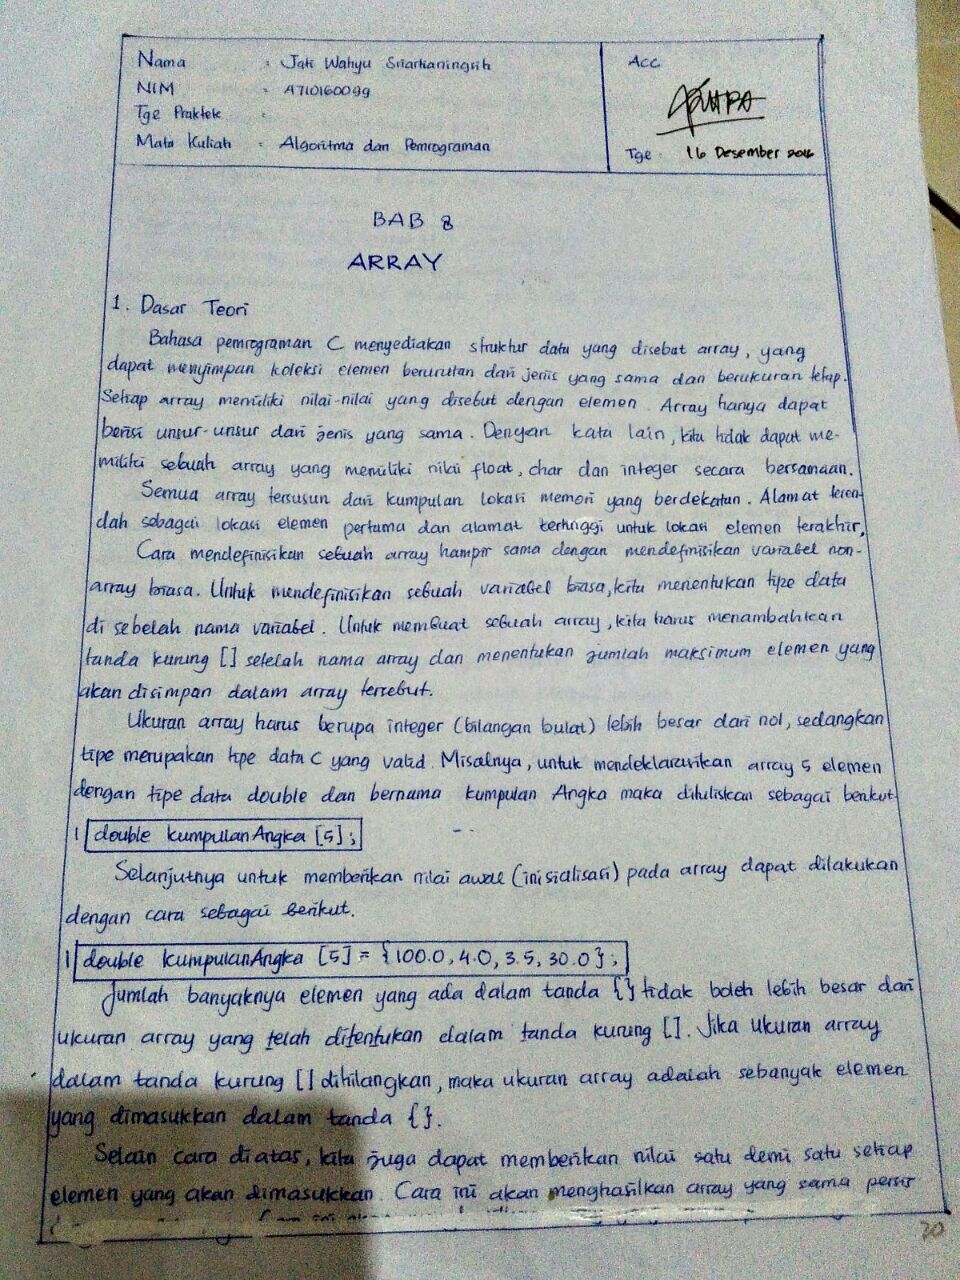 Nama : Jati Wahyu Sriartianingsih
NIM : A710160099
Tgl Praktek :
Mata Kuliah : Algoritma dan Pemrograman
ACC
Tgl : 16 Desember 2016
BAB 8
ARRAY
1. Dasar Teori
Bahasa pemrograman C menyediakan struktur data yang disebut array, yang
dapat menyimpan koleksi elemen berurutan dari jenis yang sama dan berukuran tetap.
Setiap array memiliki nilai-nilai yang disebut dengan elemen. Array hanya dapat
berisi unsur-unsur dari jenis yang sama. Dengan kata lain, kita tidak dapat me-
miliki sebuah array yang memiliki nilai float, char dan integer secara bersamaan.
Semua array tersusun dari kumpulan lokasi memori yang berdekatan. Alamat teren-
dah sebagai lokasi elemen pertama dan alamat tertinggi untuk lokasi elemen terakhir.
Cara mendefinisikan sebuah array hampir sama dengan mendefinisikan variabel non-
array biasa. Untuk mendefinisikan sebuah variabel biasa, kita menentukan tipe data
di sebelah nama variabel. Untuk membuat sebuah array, kita harus menambahkan
tanda kurung [] setelah nama array dan menentukan jumlah maksimum elemen yang
akan disimpan dalam array tersebut.
Ukuran array harus berupa integer (bilangan bulat) lebih besar dari nol, sedangkan
tipe merupakan tipe data C yang valid. Misalnya, untuk mendeklarasikan array 5 elemen
dengan tipe data double dan bernama kumpulan Angka maka dituliskan sebagai berikut
1 double kumpulanAngka [5];
Selanjutnya untuk memberikan nilai awal (inisialisasi) pada array dapat dilakukan
dengan cara sebagai berikut.
1 double kumpulanAngka [5] = {100.0, 4.0, 3.5, 30.0};
Jumlah banyaknya elemen yang ada dalam tanda {} tidak boleh lebih besar dari
ukuran array yang telah ditentukan dalam tanda kurung []. Jika ukuran array
dalam tanda kurung [] dihilangkan, maka ukuran array adalah sebanyak elemen
yang dimasukkan dalam tanda {}.
Selain cara diatas, kita juga dapat memberikan nilai satu demi satu setiap
elemen yang akan dimasukkan. Cara ini akan menghasilkan array yang sama persis
20